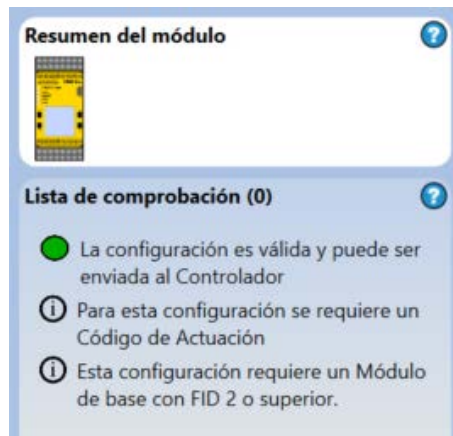 Resumen del módulo
Lista de comprobación (0)
La configuración es válida y puede ser
enviada al Controlador
Para esta configuración se requiere un
Código de Actuación
Esta configuración requiere un Módulo
de base con FID 2 o superior.